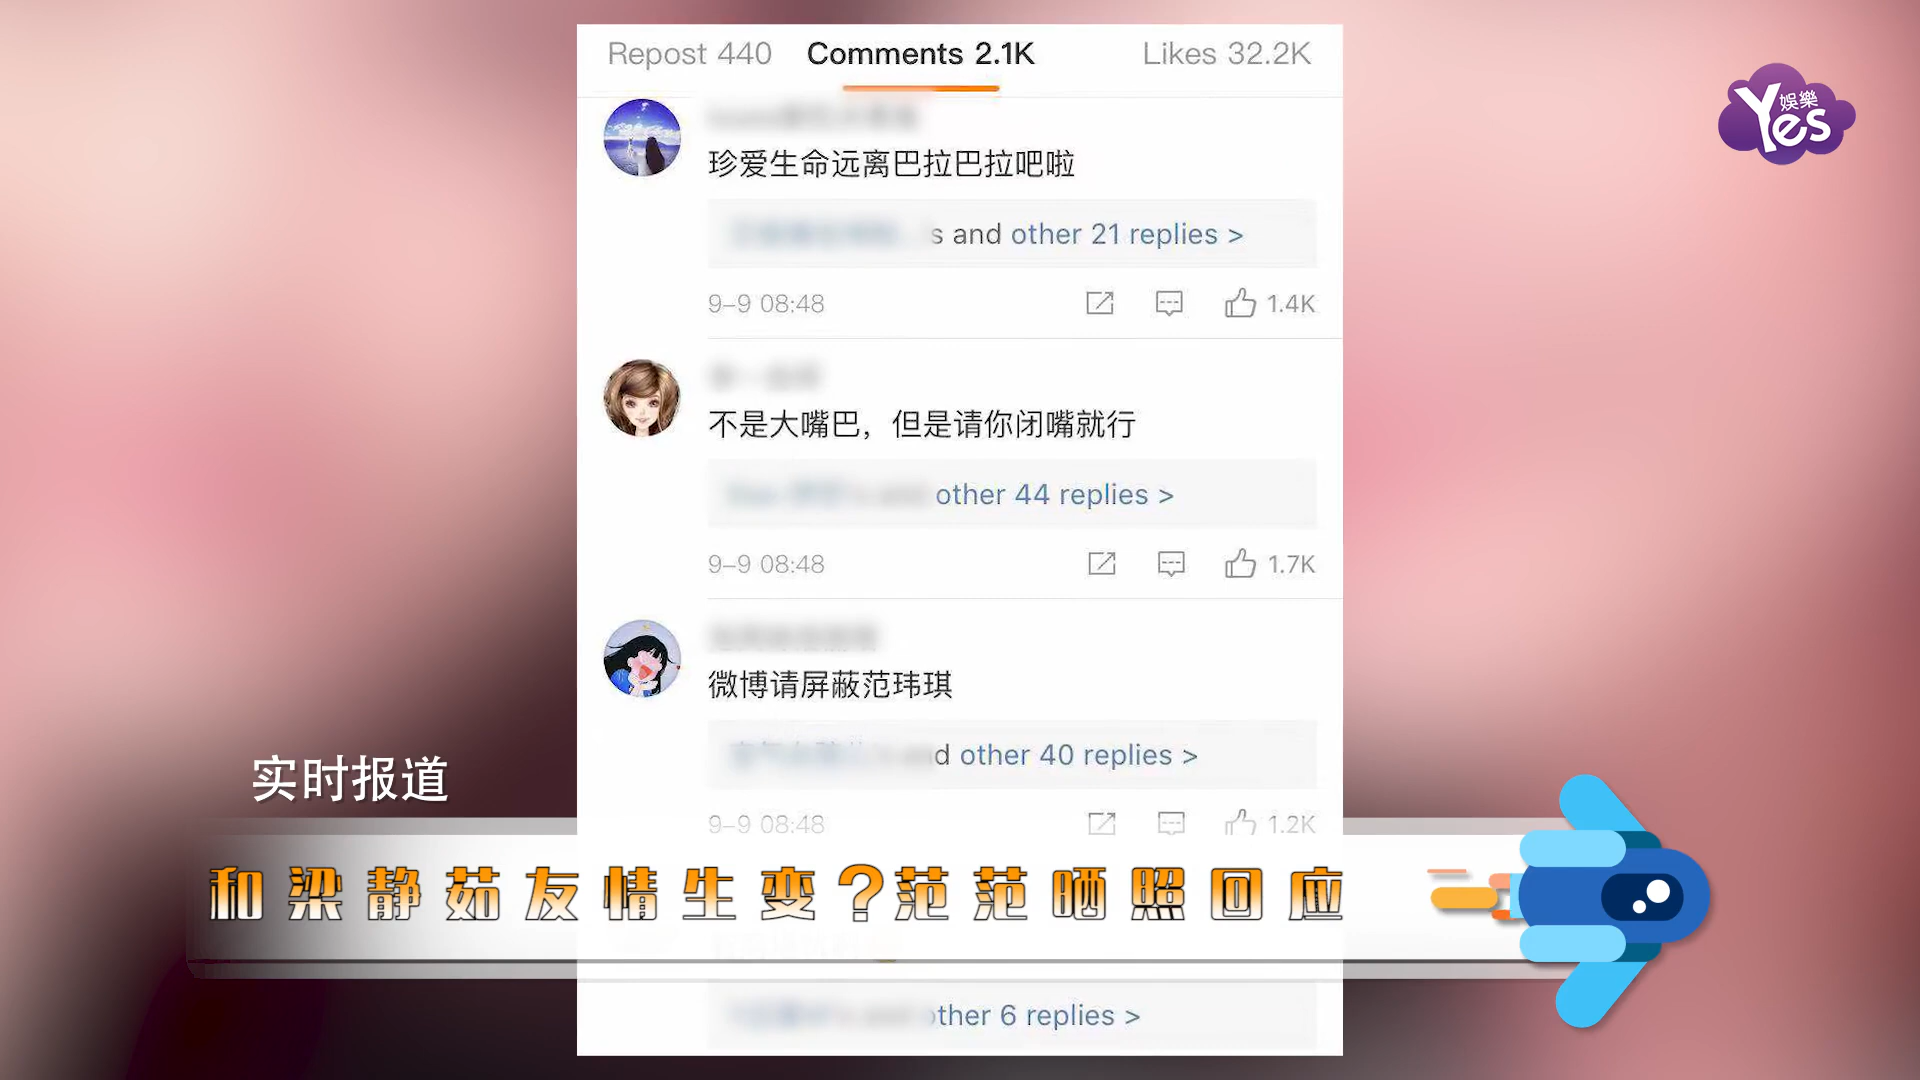 Repost 440 Comments 2.1K Likes 32.2K
娱樂
Yes
珍爱生命远离巴拉巴拉吧啦
s and other 21 replies >
9-9 08:48 1.4K
不是大嘴巴，但是请你闭嘴就行
other 44 replies >
9-9 08:48 1.7K
微博请屏蔽范玮琪
d other 40 replies >
9-9 08:48 1.2K
实时报道
和梁静茹友情生变?范范晒照回应
other 6 replies >